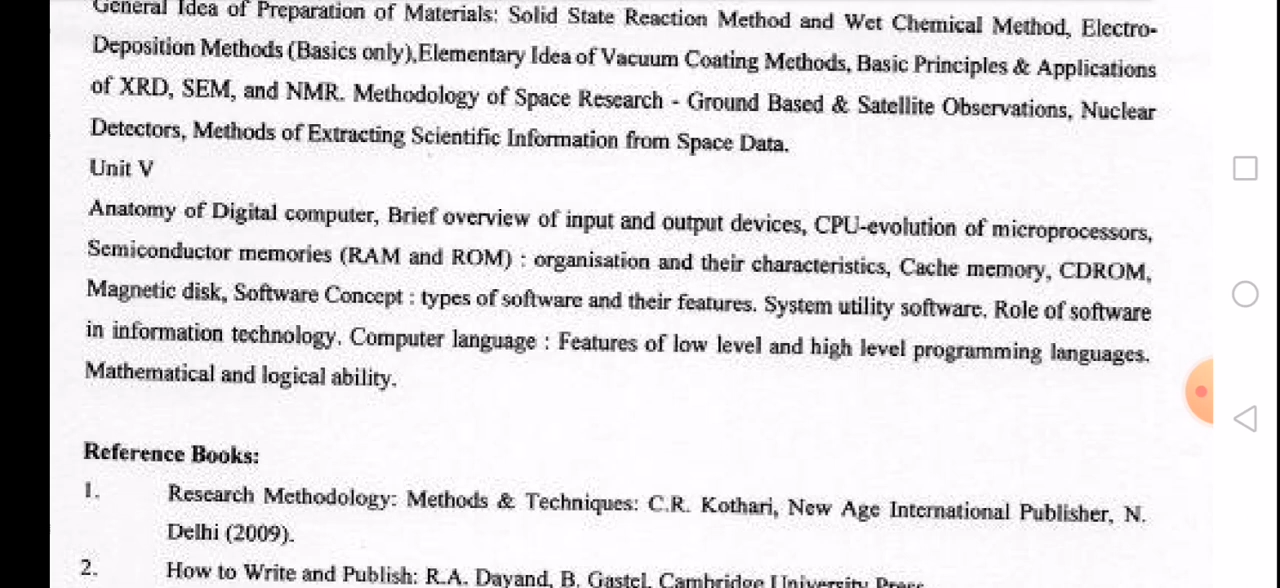 General Idea of Preparation of Materials: Solid State Reaction Method and Wet Chemical Method, Electro-
Deposition Methods (Basics only),Elementary Idea of Vacuum Coating Methods, Basic Principles & Applications
of XRD, SEM, and NMR. Methodology of Space Research - Ground Based & Satellite Observations, Nuclear
Detectors, Methods of Extracting Scientific Information from Space Data.
Unit V
Anatomy of Digital computer, Brief overview of input and output devices, CPU-evolution of microprocessors,
Semiconductor memories (RAM and ROM) : organisation and their characteristics, Cache memory, CDROM,
Magnetic disk, Software Concept : types of software and their features. System utility software. Role of software
in information technology. Computer language : Features of low level and high level programming languages.
Mathematical and logical ability.
Reference Books:
1. Research Methodology: Methods & Techniques: C.R. Kothari, New Age International Publisher, N.
Delhi (2009).
2. How to Write and Publish: R.A. Dayand, B. Gastel, Cambridge University Press